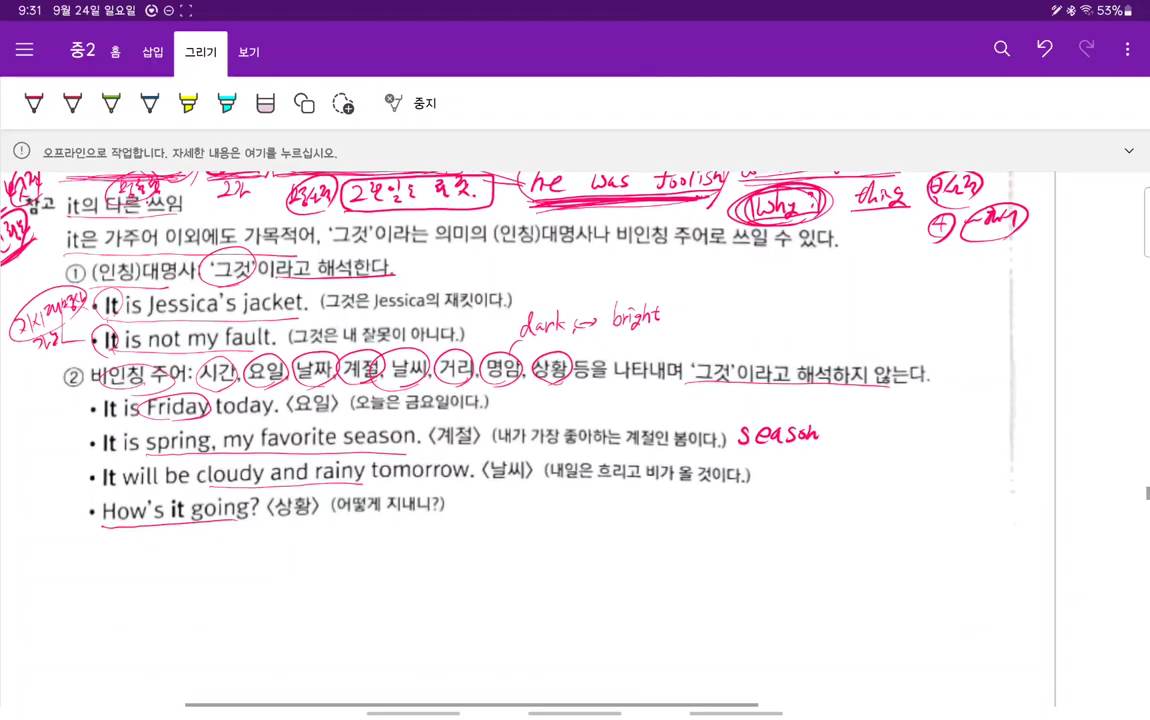 9:31 9월 24일 일요일 53%
중2 홈 삽입 그리기 보기
중지
오프라인으로 작업합니다. 자세한 내용은 여기를 누르십시오.
he was foolish
Why? thing
참고 it의 다른 쓰임
it은 가주어 이외에도 가목적어, '그것'이라는 의미의 (인칭)대명사나 비인칭 주어로 쓰일 수 있다.
① (인칭)대명사: '그것'이라고 해석한다.
• It is Jessica's jacket. (그것은 Jessica의 재킷이다.)
지시대명사
• It is not my fault. (그것은 내 잘못이 아니다.)
dark ↔ bright
② 비인칭 주어: 시간, 요일, 날짜, 계절, 날씨, 거리, 명암, 상황 등을 나타내며 '그것'이라고 해석하지 않는다.
• It is Friday today. 〈요일〉 (오늘은 금요일이다.)
• It is spring, my favorite season. 〈계절〉 (내가 가장 좋아하는 계절인 봄이다.) season
• It will be cloudy and rainy tomorrow. 〈날씨〉 (내일은 흐리고 비가 올 것이다.)
• How's it going? 〈상황〉 (어떻게 지내니?)